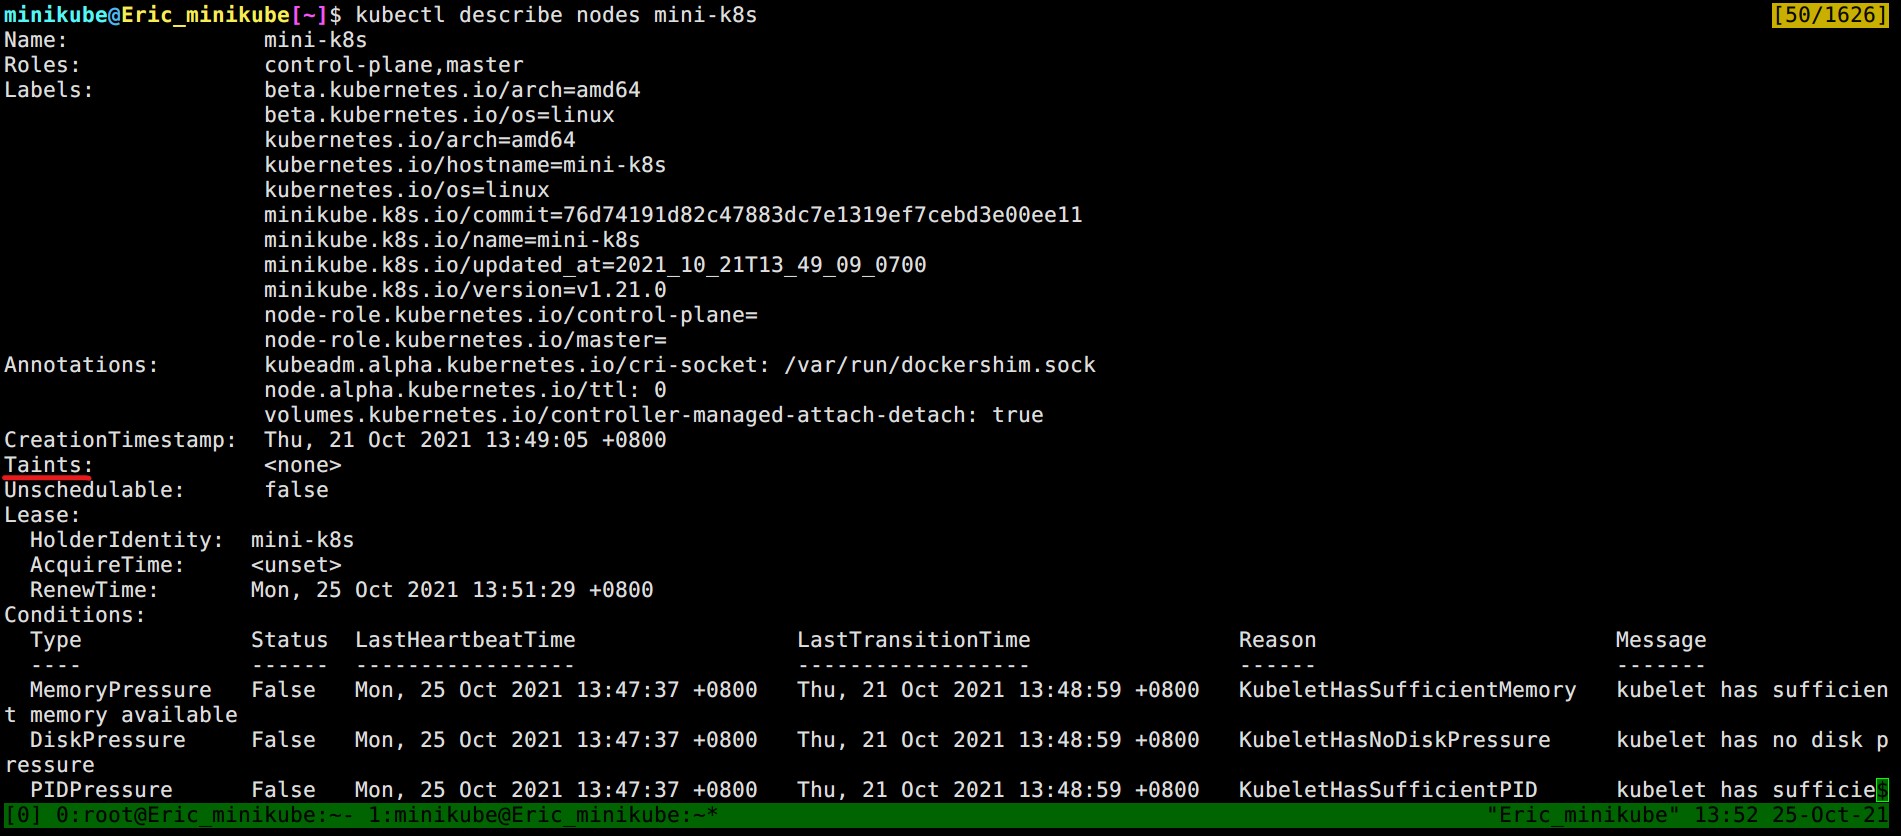 minikube@Eric_minikube[~]$ kubectl describe nodes mini-k8s [50/1626]
Name:               mini-k8s
Roles:              control-plane,master
Labels:             beta.kubernetes.io/arch=amd64
                    beta.kubernetes.io/os=linux
                    kubernetes.io/arch=amd64
                    kubernetes.io/hostname=mini-k8s
                    kubernetes.io/os=linux
                    minikube.k8s.io/commit=76d74191d82c47883dc7e1319ef7cebd3e00ee11
                    minikube.k8s.io/name=mini-k8s
                    minikube.k8s.io/updated_at=2021_10_21T13_49_09_0700
                    minikube.k8s.io/version=v1.21.0
                    node-role.kubernetes.io/control-plane=
                    node-role.kubernetes.io/master=
Annotations:        kubeadm.alpha.kubernetes.io/cri-socket: /var/run/dockershim.sock
                    node.alpha.kubernetes.io/ttl: 0
                    volumes.kubernetes.io/controller-managed-attach-detach: true
CreationTimestamp:  Thu, 21 Oct 2021 13:49:05 +0800
Taints:             <none>
Unschedulable:      false
Lease:
  HolderIdentity:  mini-k8s
  AcquireTime:     <unset>
  RenewTime:       Mon, 25 Oct 2021 13:51:29 +0800
Conditions:
  Type             Status  LastHeartbeatTime                 LastTransitionTime                Reason                       Message
  ----             ------  -----------------                 ------------------                ------                       -------
  MemoryPressure   False   Mon, 25 Oct 2021 13:47:37 +0800   Thu, 21 Oct 2021 13:48:59 +0800   KubeletHasSufficientMemory   kubelet has sufficien
t memory available
  DiskPressure     False   Mon, 25 Oct 2021 13:47:37 +0800   Thu, 21 Oct 2021 13:48:59 +0800   KubeletHasNoDiskPressure     kubelet has no disk p
ressure
  PIDPressure      False   Mon, 25 Oct 2021 13:47:37 +0800   Thu, 21 Oct 2021 13:48:59 +0800   KubeletHasSufficientPID      kubelet has sufficie$
[0] 0:root@Eric_minikube:~- 1:minikube@Eric_minikube:~* "Eric_minikube" 13:52 25-Oct-21